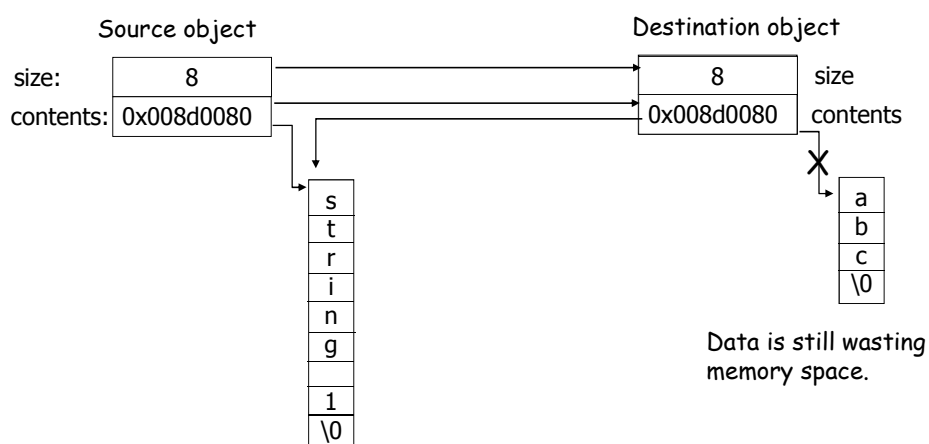 Source object
Destination object
size: 8
8 size
contents: 0x008d0080
0x008d0080 contents
X
s
t
r
i
n
g
1
\0
a
b
c
\0
Data is still wasting
memory space.